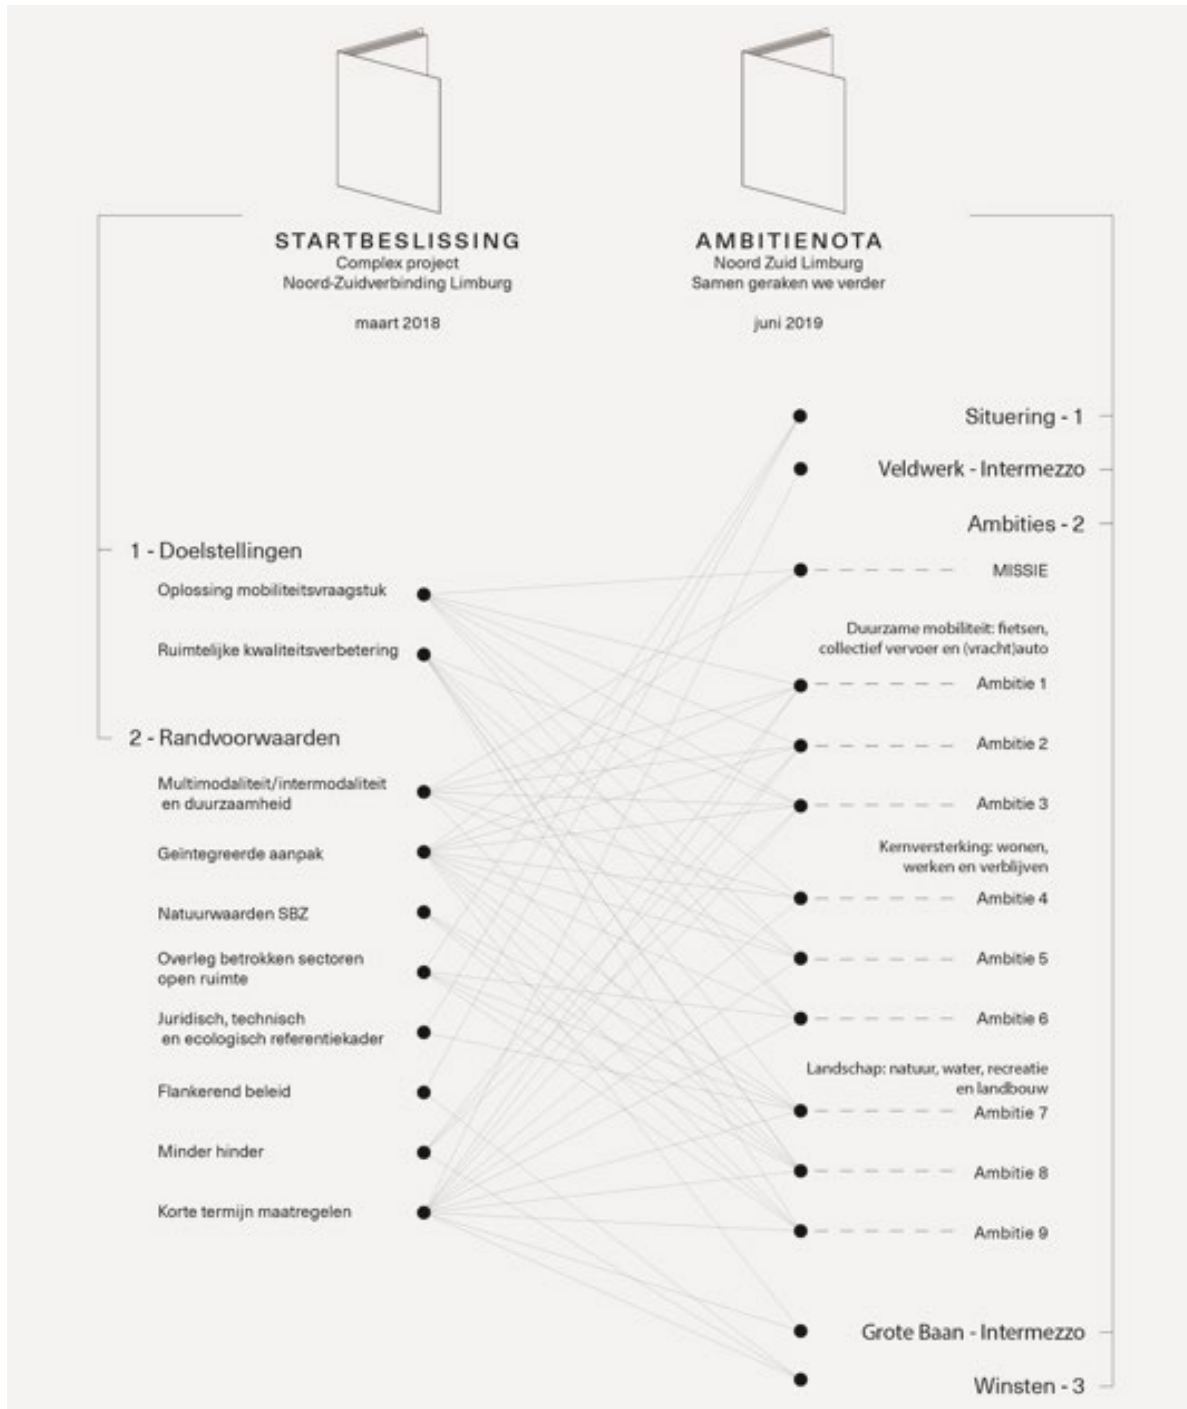 STARTBESLISSING
Complex project
Noord-Zuidverbinding Limburg
maart 2018
AMBITIENOTA
Noord Zuid Limburg
Samen geraken we verder
juni 2019
1 - Doelstellingen
Oplossing mobiliteitsvraagstuk
Ruimtelijke kwaliteitsverbetering
2 - Randvoorwaarden
Multimodaliteit/intermodaliteit
en duurzaamheid
Geïntegreerde aanpak
Natuurwaarden SBZ
Overleg betrokken sectoren
open ruimte
Juridisch, technisch
en ecologisch referentiekader
Flankerend beleid
Minder hinder
Korte termijn maatregelen
Situering - 1
Veldwerk - Intermezzo
Ambities - 2
MISSIE
Duurzame mobiliteit: fietsen,
collectief vervoer en (vracht)auto
Ambitie 1
Ambitie 2
Ambitie 3
Kernversterking: wonen,
werken en verblijven
Ambitie 4
Ambitie 5
Ambitie 6
Landschap: natuur, water, recreatie
en landbouw
Ambitie 7
Ambitie 8
Ambitie 9
Grote Baan - Intermezzo
Winsten - 3